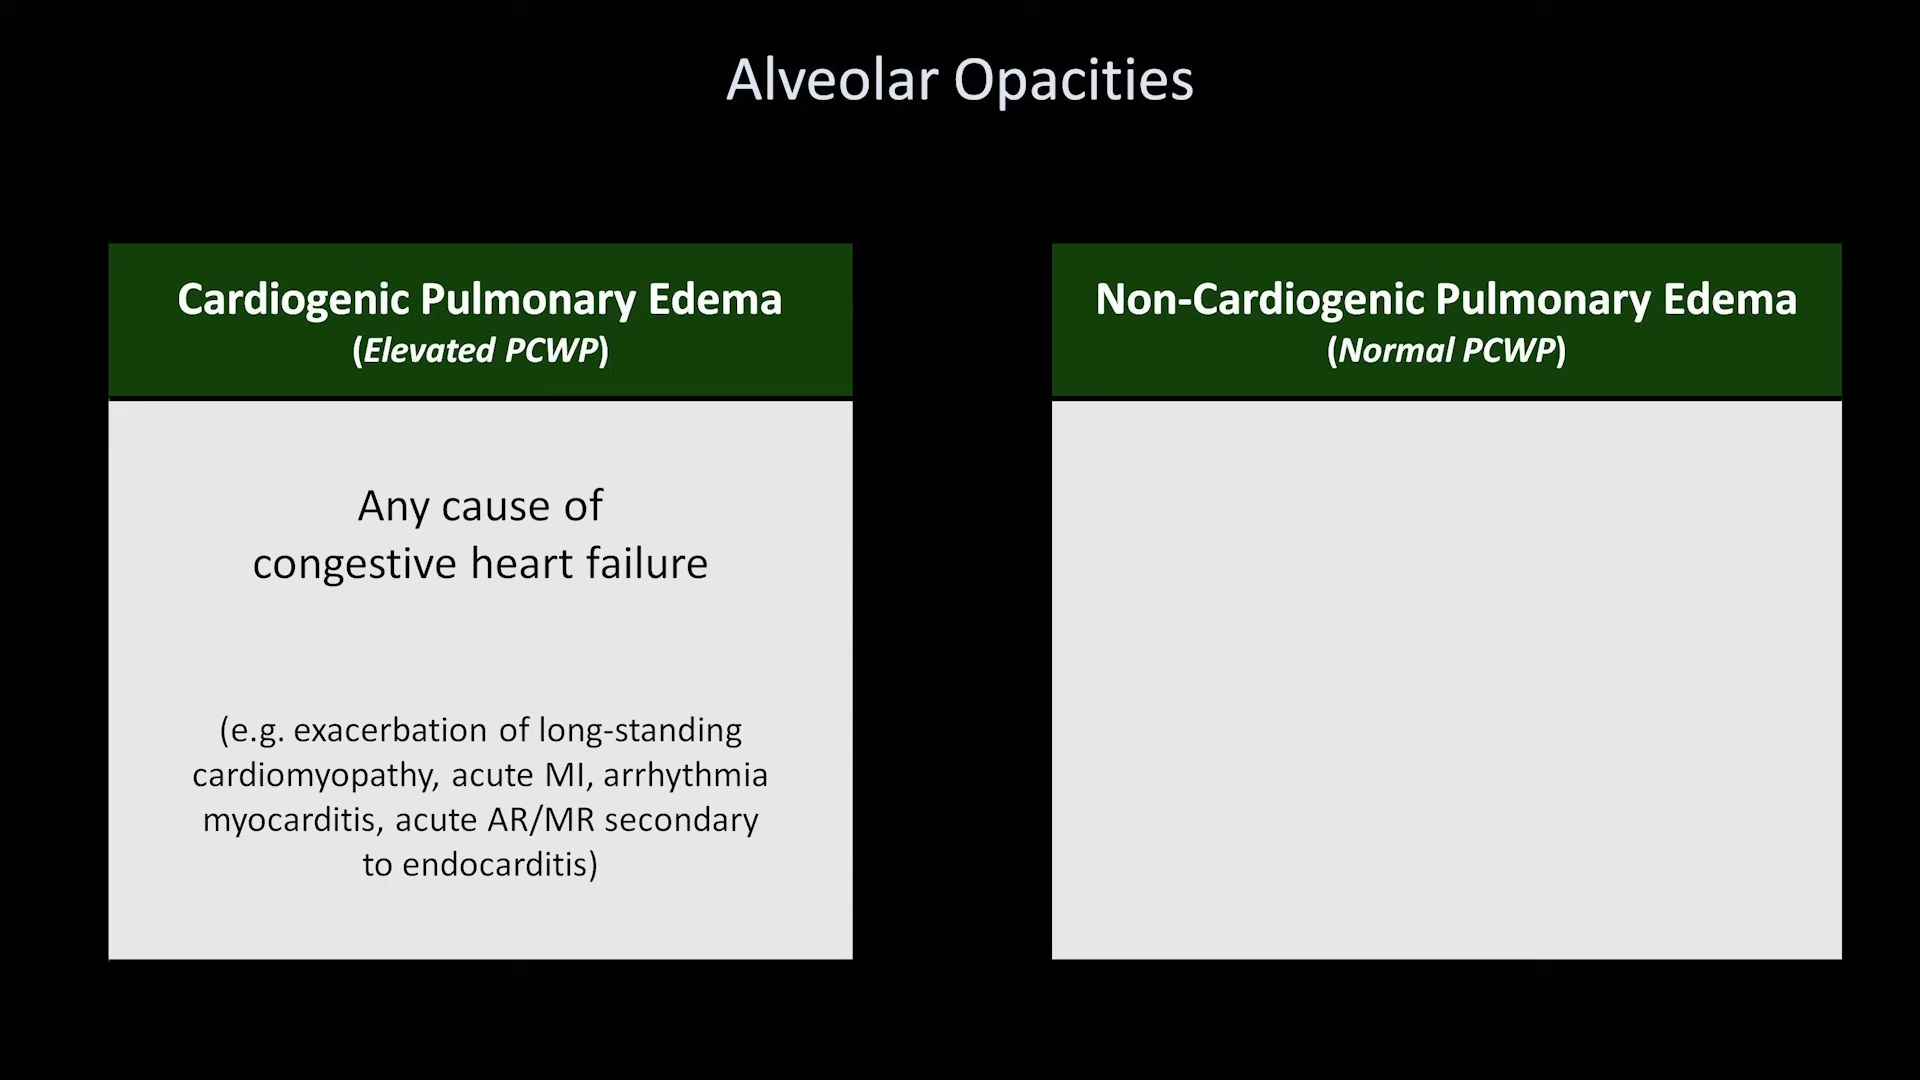 Alveolar Opacities
Cardiogenic Pulmonary Edema
(Elevated PCWP)
Any cause of
congestive heart failure
(e.g. exacerbation of long-standing
cardiomyopathy, acute MI, arrhythmia
myocarditis, acute AR/MR secondary
to endocarditis)
Non-Cardiogenic Pulmonary Edema
(Normal PCWP)